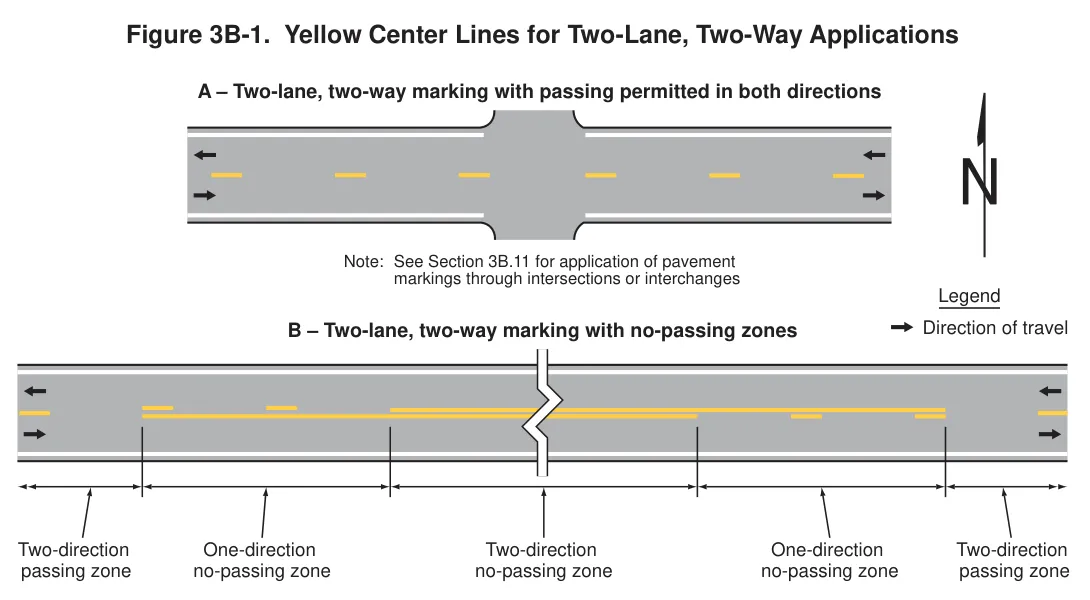 Figure 3B-1.  Yellow Center Lines for Two-Lane, Two-Way Applications
A – Two-lane, two-way marking with passing permitted in both directions
N
Note:  See Section 3B.11 for application of pavement
markings through intersections or interchanges
Legend
Direction of travel
B – Two-lane, two-way marking with no-passing zones
Two-direction
passing zone
One-direction
no-passing zone
Two-direction
no-passing zone
One-direction
no-passing zone
Two-direction
passing zone